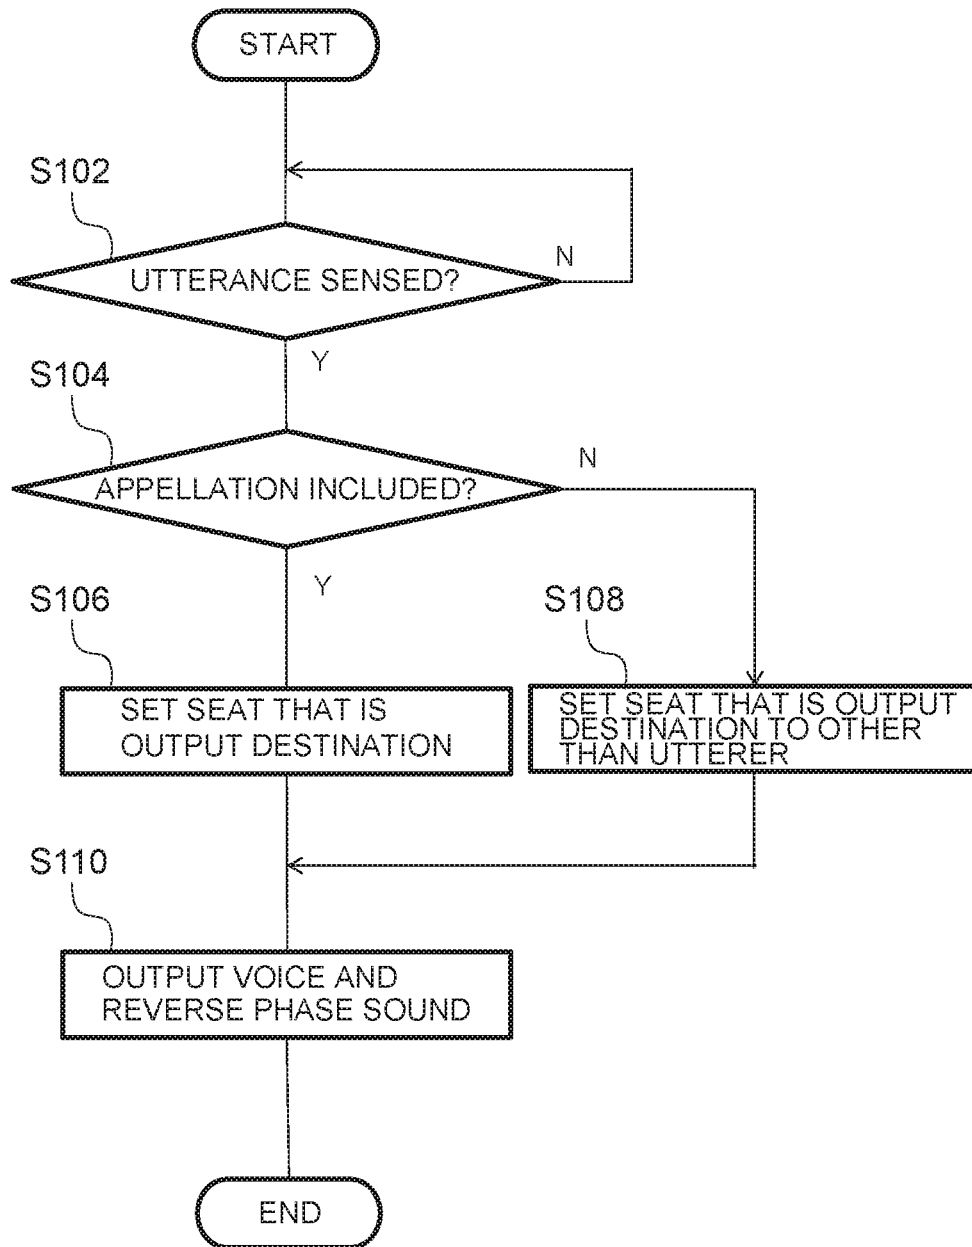 START
S102
UTTERANCE SENSED?
N
Y
S104
APPELLATION INCLUDED?
N
Y
S106
SET SEAT THAT IS
OUTPUT DESTINATION
S108
SET SEAT THAT IS OUTPUT
DESTINATION TO OTHER
THAN UTTERER
S110
OUTPUT VOICE AND
REVERSE PHASE SOUND
END